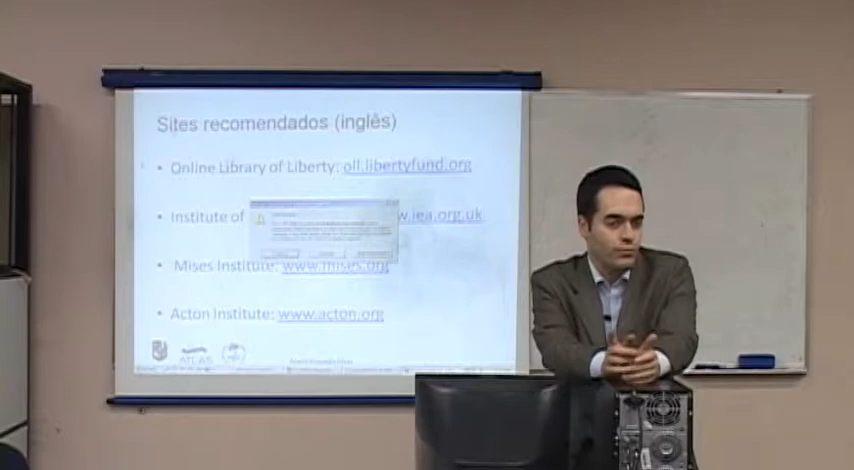 Sites recomendados (inglês)
• Online Library of Liberty: oll.libertyfund.org
• Institute of w.iea.org.uk
• Mises Institute: www.mises.org
• Acton Institute: www.acton.org
ATLAS